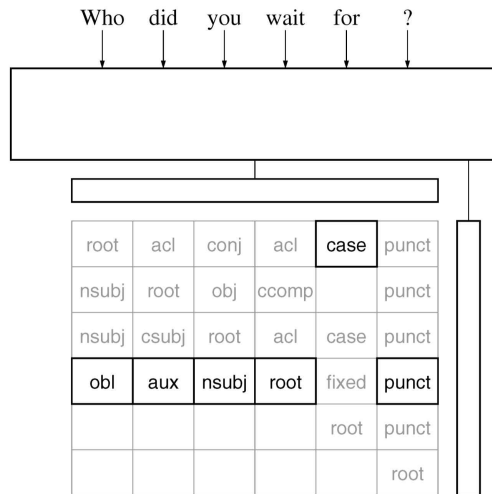 Who did you wait for ?
root acl conj acl case punct
nsubj root obj ccomp punct
nsubj csubj root acl case punct
obl aux nsubj root fixed punct
root punct
root